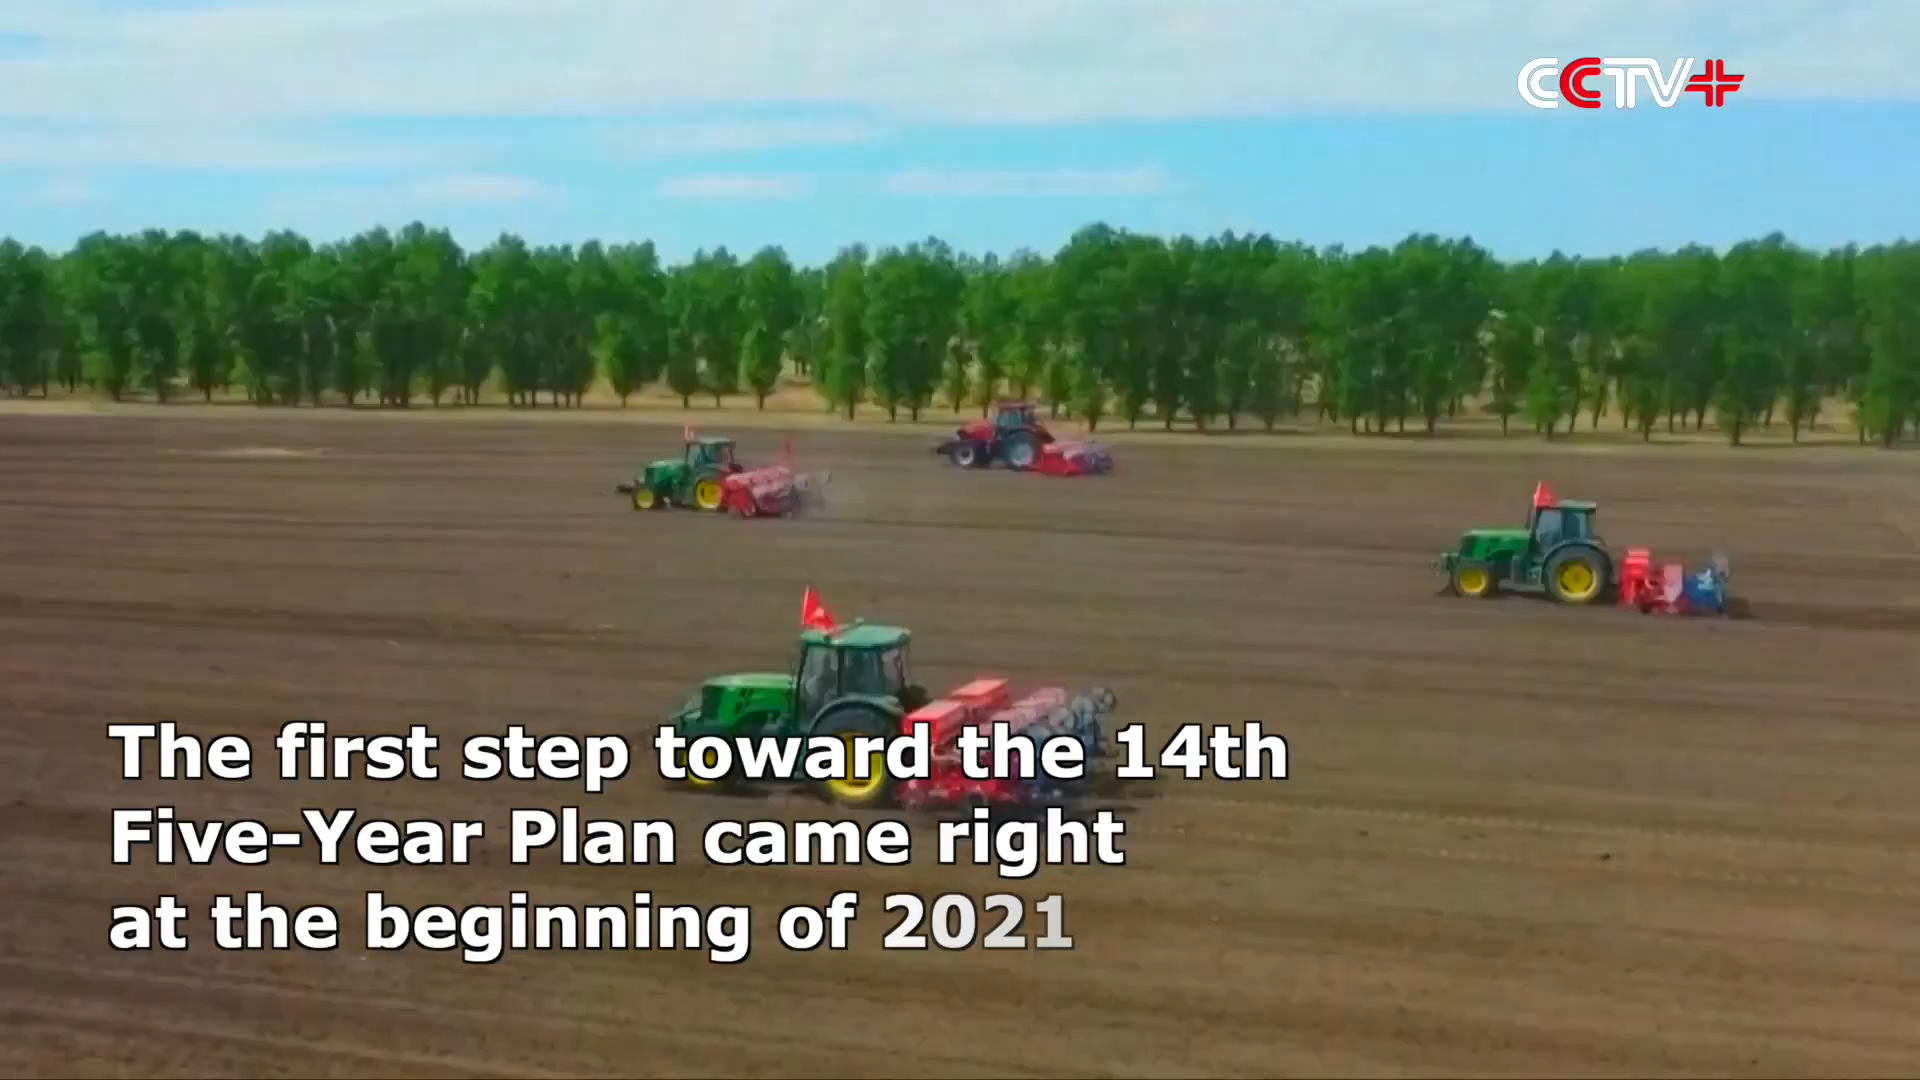 CCTV+
The first step toward the 14th
Five-Year Plan came right
at the beginning of 2021